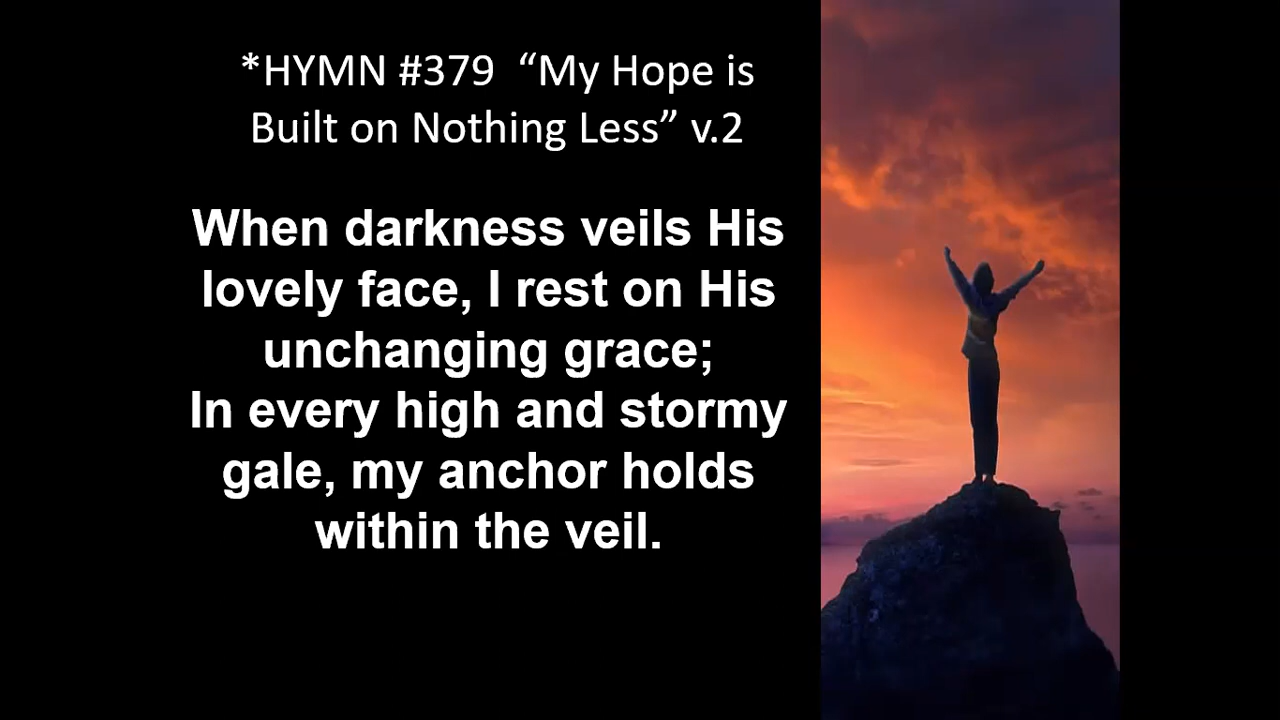 *HYMN #379  “My Hope is
Built on Nothing Less” v.2
When darkness veils His
lovely face, I rest on His
unchanging grace;
In every high and stormy
gale, my anchor holds
within the veil.